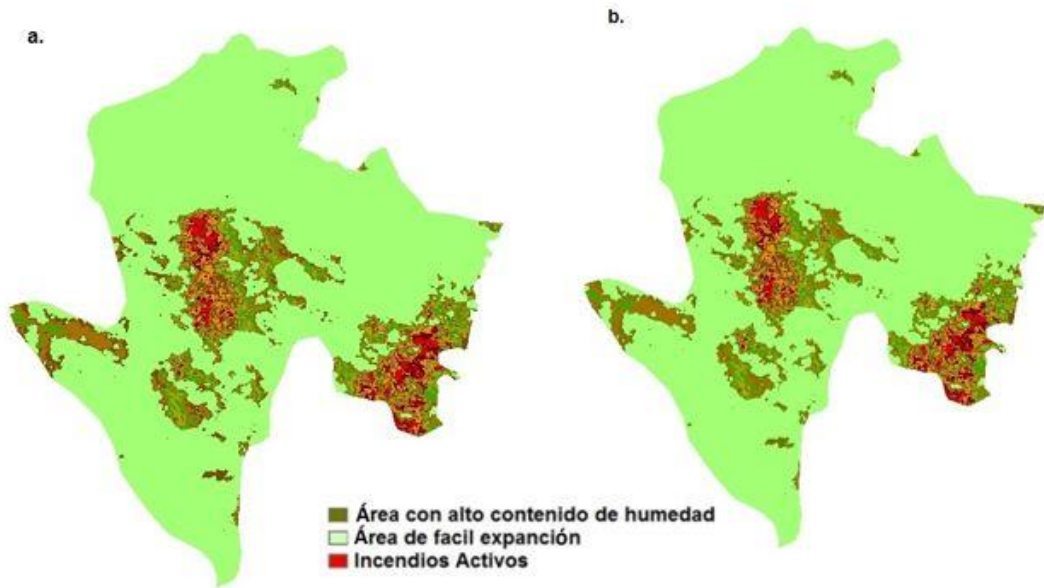 a.
b.
Área con alto contenido de humedad
Área de facil expanción
Incendios Activos